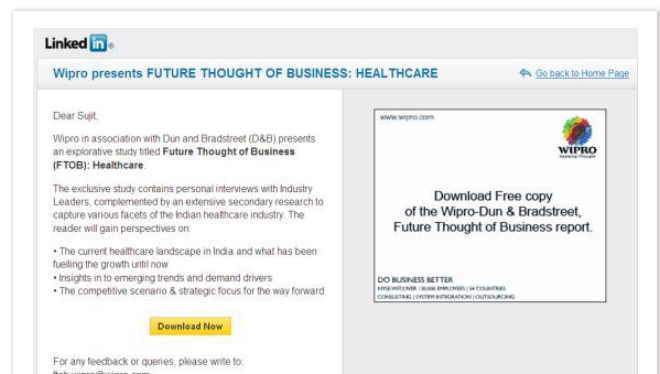 Linked in
Wipro presents FUTURE THOUGHT OF BUSINESS: HEALTHCARE
Go back to Home Page
Dear Sujit,
Wipro in association with Dun and Bradstreet (D&B) presents
an explorative study titled Future Thought of Business
(FTOB): Healthcare.
The exclusive study contains personal interviews with Industry
Leaders, complemented by an extensive secondary research to
capture various facets of the Indian healthcare industry. The
reader will gain perspectives on:
• The current healthcare landscape in India and what has been
fuelling the growth until now
• Insights in to emerging trends and demand drivers
• The competitive scenario & strategic focus for the way forward
Download Now
For any feedback or queries, please write to:
www.wipro.com
WIPRO
Applying Thought
Download Free copy
of the Wipro-Dun & Bradstreet,
Future Thought of Business report.
DO BUSINESS BETTER
CONSULTING | SYSTEM INTEGRATION | OUTSOURCING